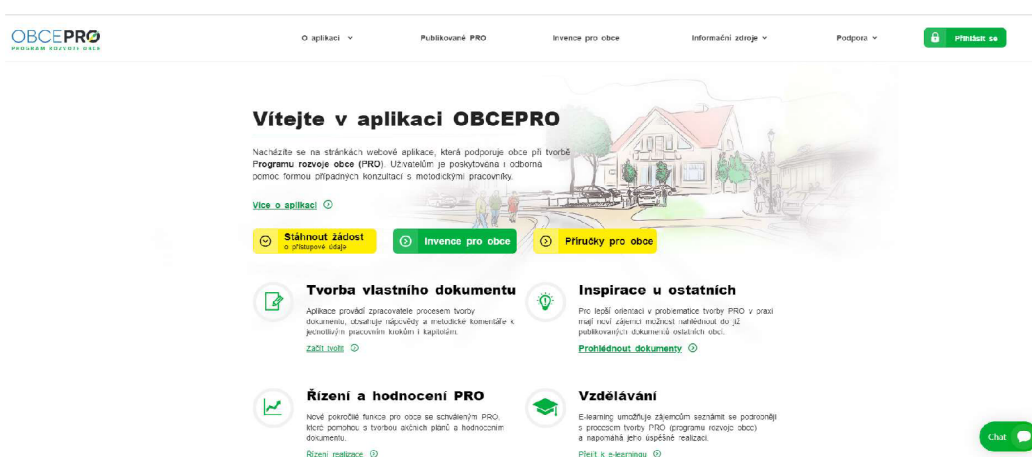 OBCEPRO
PROGRAM ROZVOJE OBCE
O aplikaci
Publikované PRO
Invence pro obce
Informační zdroje
Podpora
Přihlásit se
Vítejte v aplikaci OBCEPRO
Nacházíte se na stránkách webové aplikace, která podporuje obce při tvorbě
Programu rozvoje obce (PRO). Uživatelům je poskytována i odborná
pomoc formou případných konzultací s metodickými pracovníky.
Více o aplikaci
Stáhnout žádost
o přístupové údaje
Invence pro obce
Příručky pro obce
Tvorba vlastního dokumentu
Aplikace provádí zpracovatele procesem tvorby
dokumentu, obsahuje nápovědy a metodické komentáře k
jednotlivým pracovním krokům i kapitolám.
Začít tvořit
Inspirace u ostatních
Pro lepší orientaci v problematice tvorby PRO v praxi
mají noví zájemci možnost nahlédnout do již
publikovaných dokumentů ostatních obcí.
Prohlédnout dokumenty
Řízení a hodnocení PRO
Nové pokročilé funkce pro obce se schváleným PRO,
které pomohou s tvorbou akčních plánů a hodnocením
dokumentu.
Řízení realizace
Vzdělávání
E-learning umožňuje zájemcům seznámit se podrobněji
s procesem tvorby PRO (programu rozvoje obce)
a napomáhá jeho úspěšné realizaci.
Přejít k e-learningu
Chat